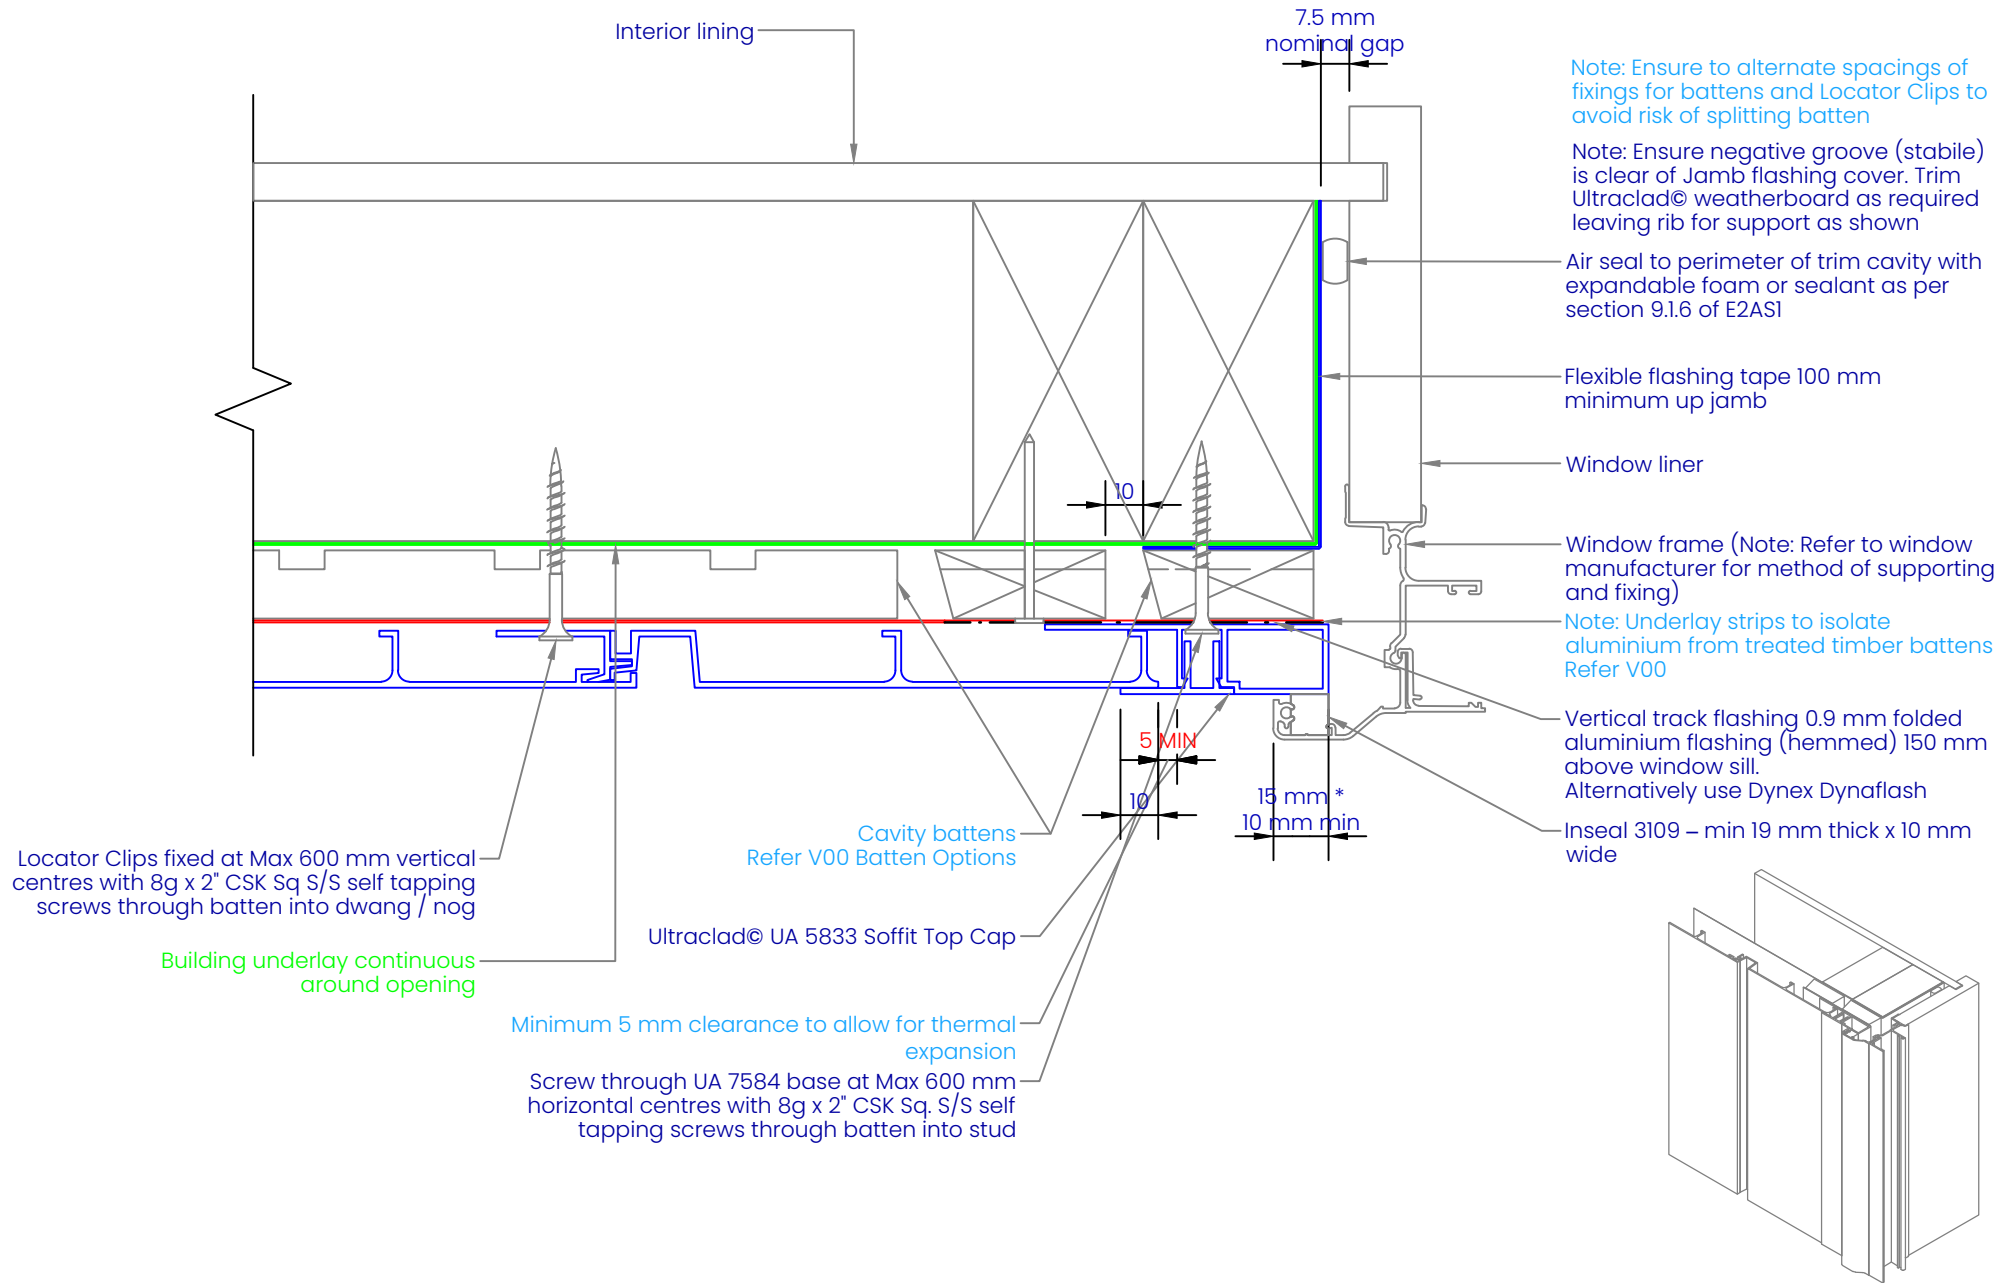 Interior lining
7.5 mm
nominal gap
Note: Ensure to alternate spacings of
fixings for battens and Locator Clips to
avoid risk of splitting batten
Note: Ensure negative groove (stabile)
is clear of Jamb flashing cover. Trim
Ultraclad© weatherboard as required
leaving rib for support as shown
Air seal to perimeter of trim cavity with
expandable foam or sealant as per
section 9.1.6 of E2AS1
Flexible flashing tape 100 mm
minimum up jamb
Window liner
10
Window frame (Note: Refer to window
manufacturer for method of supporting
and fixing)
Note: Underlay strips to isolate
aluminium from treated timber battens
Refer V00
Vertical track flashing 0.9 mm folded
aluminium flashing (hemmed) 150 mm
above window sill.
Alternatively use Dynex Dynaflash
Inseal 3109 – min 19 mm thick x 10 mm
wide
5 MIN
10
15 mm *
10 mm min
Cavity battens
Refer V00 Batten Options
Locator Clips fixed at Max 600 mm vertical
centres with 8g x 2" CSK Sq S/S self tapping
screws through batten into dwang / nog
Ultraclad© UA 5833 Soffit Top Cap
Building underlay continuous
around opening
Minimum 5 mm clearance to allow for thermal
expansion
Screw through UA 7584 base at Max 600 mm
horizontal centres with 8g x 2" CSK Sq. S/S self
tapping screws through batten into stud